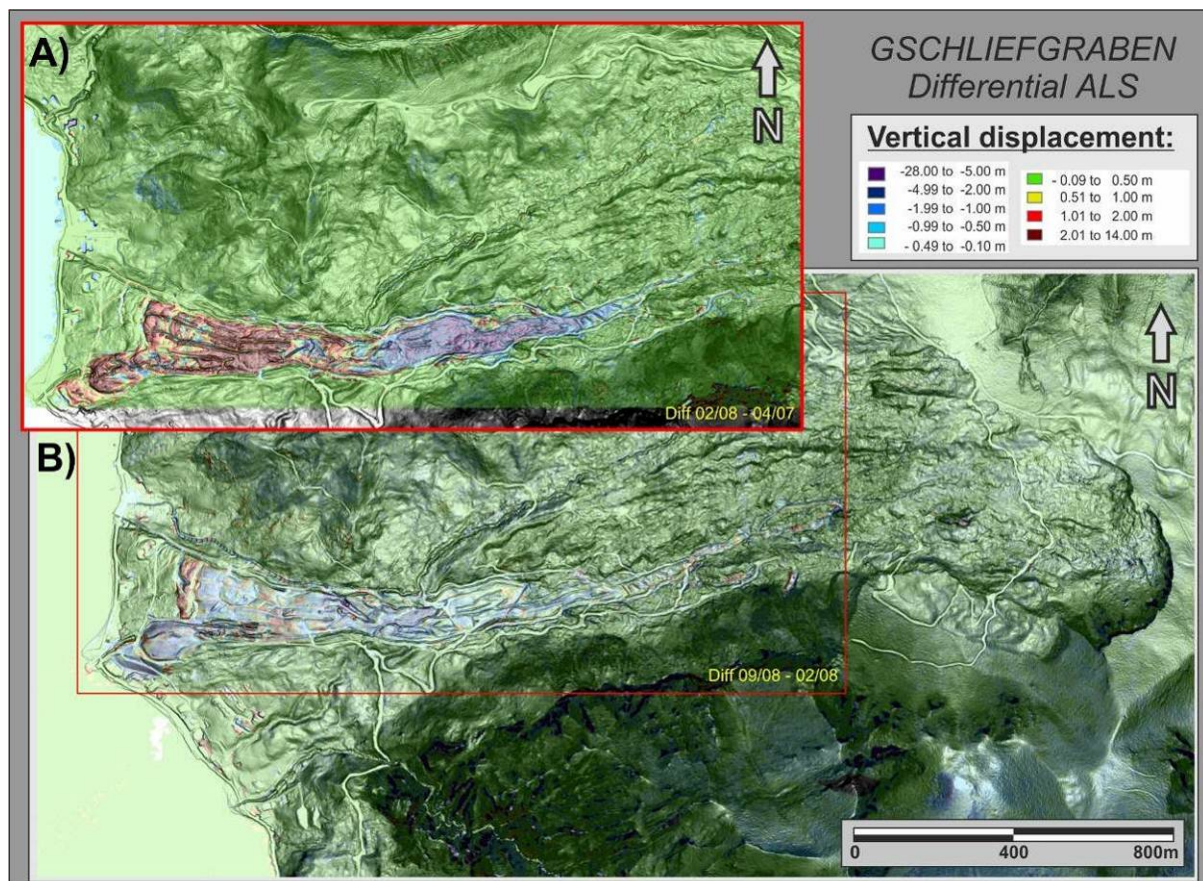 A)
N
GSCHLIEFGRABEN
Differential ALS
Vertical displacement:
-28.00 to -5.00 m
-4.99 to -2.00 m
-1.99 to -1.00 m
-0.99 to -0.50 m
- 0.49 to -0.10 m
- 0.09 to 0.50 m
0.51 to 1.00 m
1.01 to 2.00 m
2.01 to 14.00 m
Diff 02/08 - 04/07
B)
N
Diff 09/08 - 02/08
0 400 800m